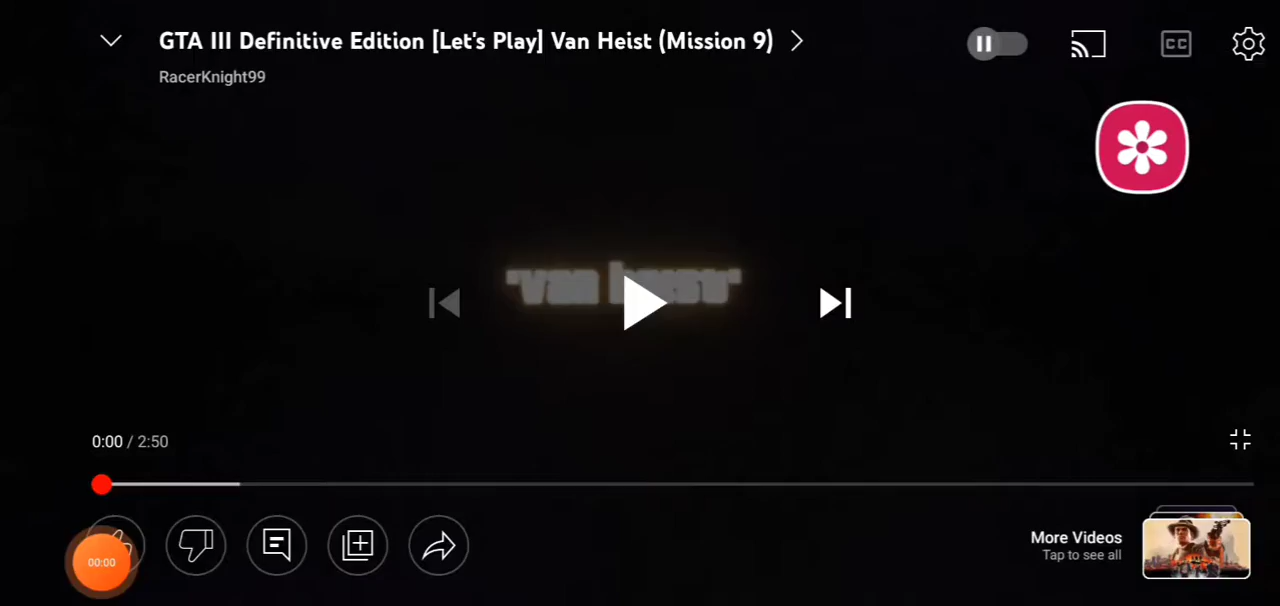 GTA III Definitive Edition [Let's Play] Van Heist (Mission 9)
RacerKnight99
CC
"van heist"
0:00 / 2:50
More Videos
Tap to see all
00:00